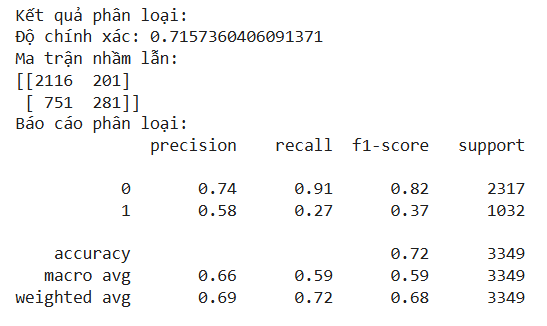 Kết quả phân loại:
Độ chính xác: 0.7157360406091371
Ma trận nhầm lẫn:
[[2116  201]
 [ 751  281]]
Báo cáo phân loại:
              precision    recall  f1-score   support

           0       0.74      0.91      0.82      2317
           1       0.58      0.27      0.37      1032

    accuracy                           0.72      3349
   macro avg       0.66      0.59      0.59      3349
weighted avg       0.69      0.72      0.68      3349